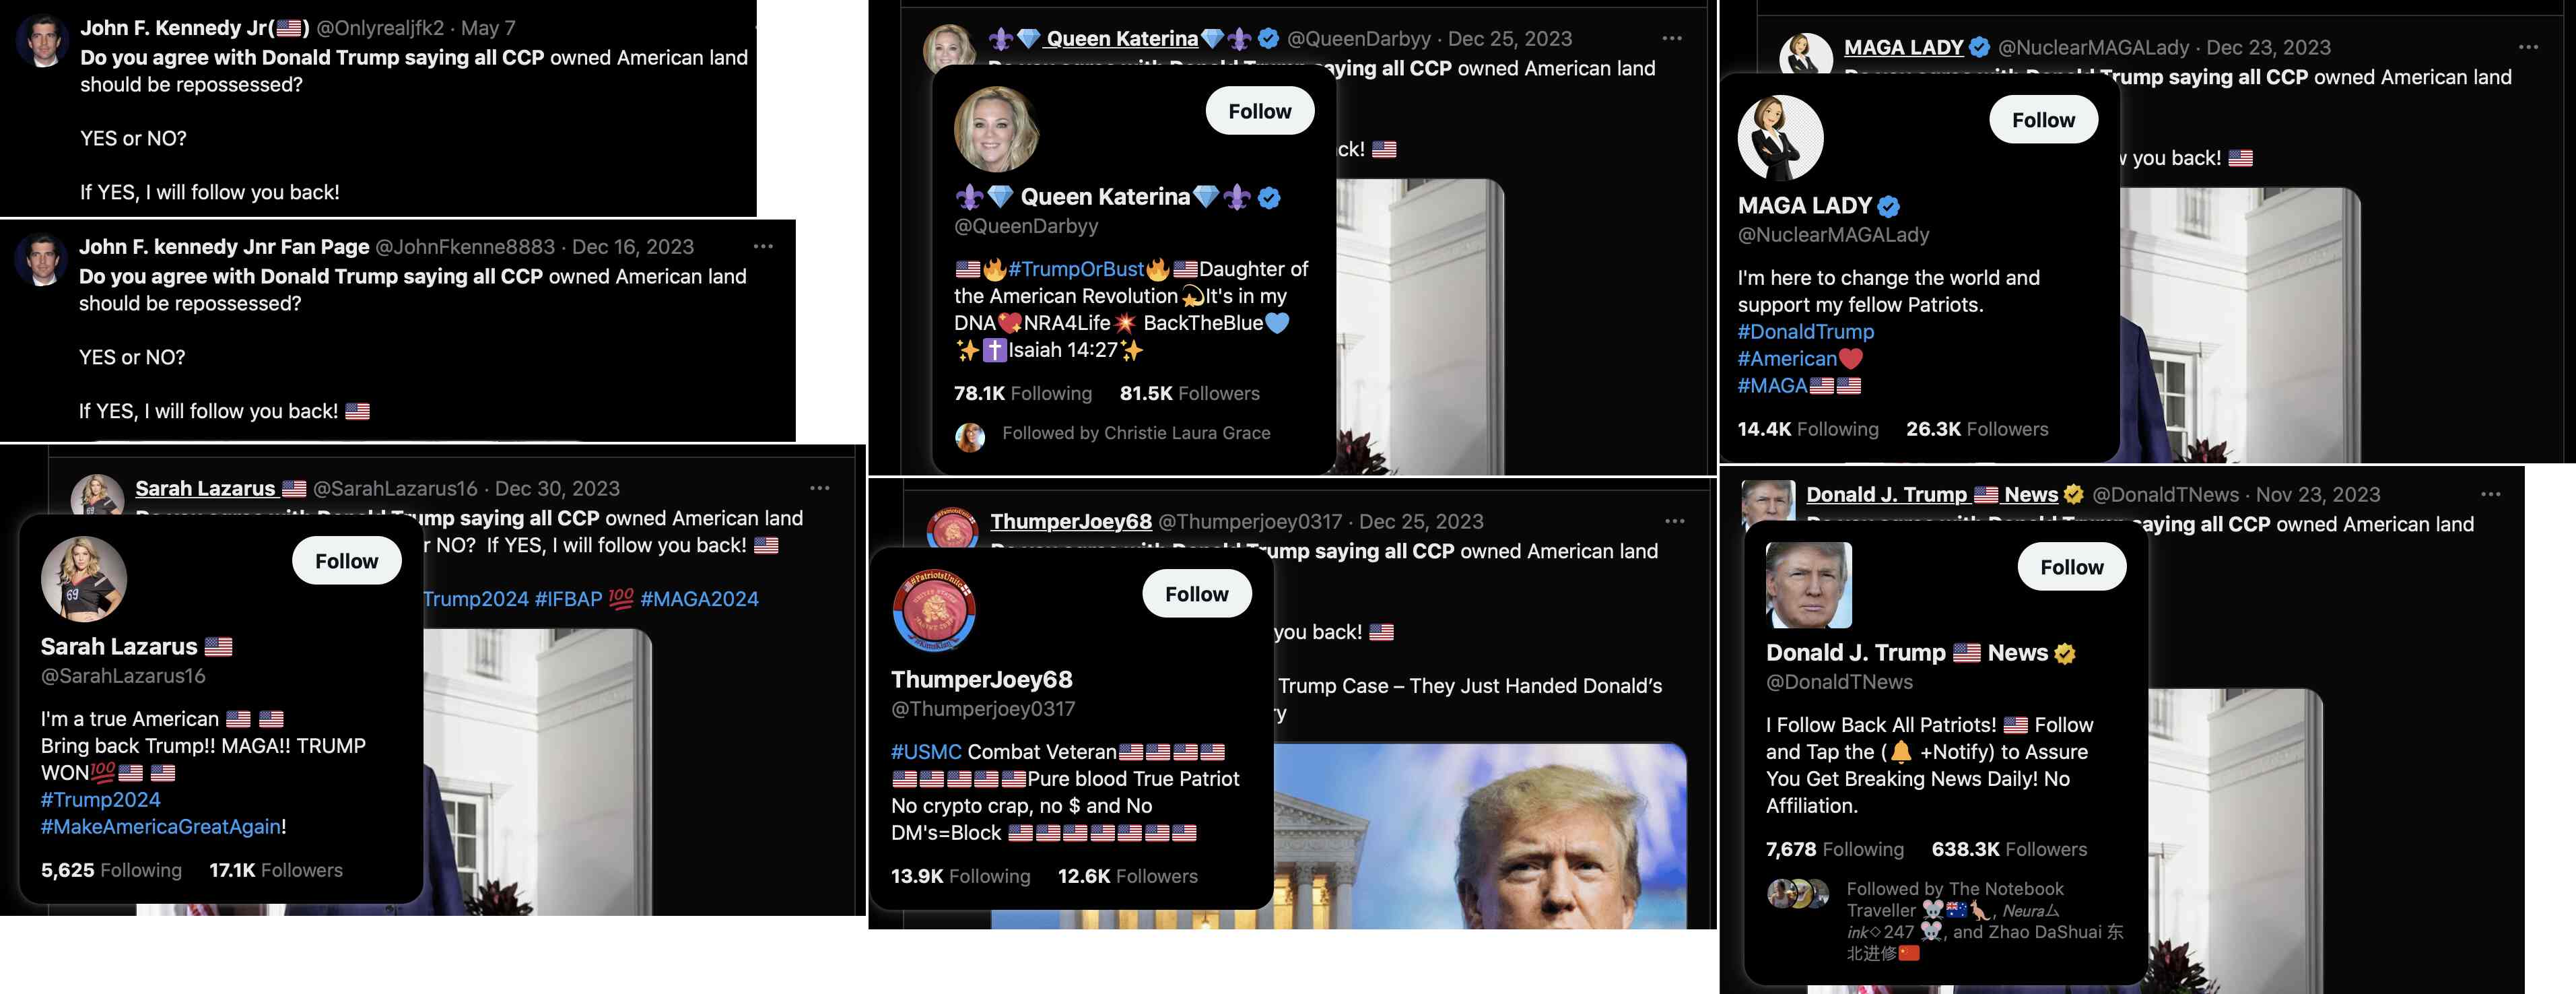 John F. Kennedy Jr(🇺🇸) @Onlyrealjfk2 · May 7
Do you agree with Donald Trump saying all CCP owned American land
should be repossessed?
YES or NO?
If YES, I will follow you back!
John F. kennedy Jnr Fan Page @JohnFkenne8883 · Dec 16, 2023
Do you agree with Donald Trump saying all CCP owned American land
should be repossessed?
YES or NO?
If YES, I will follow you back! 🇺🇸
Sarah Lazarus 🇺🇸 @SarahLazarus16 · Dec 30, 2023
ump saying all CCP owned American land
r NO? If YES, I will follow you back! 🇺🇸
Trump2024 #IFBAP 💯 #MAGA2024
Follow
Sarah Lazarus 🇺🇸
@SarahLazarus16
I'm a true American 🇺🇸 🇺🇸
Bring back Trump!! MAGA!! TRUMP
WON💯🇺🇸 🇺🇸
#Trump2024
#MakeAmericaGreatAgain!
5,625 Following 17.1K Followers
⚜💎 Queen Katerina💎⚜ @QueenDarbyy · Dec 25, 2023
aying all CCP owned American land
ck! 🇺🇸
Follow
⚜💎 Queen Katerina💎⚜
@QueenDarbyy
🇺🇸🔥#TrumpOrBust🔥🇺🇸Daughter of
the American Revolution 💫It's in my
DNA💖NRA4Life💥 BackTheBlue💙
✨✝Isaiah 14:27✨
78.1K Following 81.5K Followers
Followed by Christie Laura Grace
ThumperJoey68 @Thumperjoey0317 · Dec 25, 2023
ump saying all CCP owned American land
you back! 🇺🇸
Trump Case – They Just Handed Donald's
ry
Follow
ThumperJoey68
@Thumperjoey0317
#USMC Combat Veteran🇺🇸🇺🇸🇺🇸🇺🇸
🇺🇸🇺🇸🇺🇸🇺🇸🇺🇸Pure blood True Patriot
No crypto crap, no $ and No
DM's=Block 🇺🇸🇺🇸🇺🇸🇺🇸🇺🇸🇺🇸🇺🇸
13.9K Following 12.6K Followers
MAGA LADY @NuclearMAGALady · Dec 23, 2023
Trump saying all CCP owned American land
w you back! 🇺🇸
Follow
MAGA LADY
@NuclearMAGALady
I'm here to change the world and
support my fellow Patriots.
#DonaldTrump
#American❤
#MAGA🇺🇸🇺🇸
14.4K Following 26.3K Followers
Donald J. Trump 🇺🇸 News @DonaldTNews · Nov 23, 2023
saying all CCP owned American land
Follow
Donald J. Trump 🇺🇸 News
@DonaldTNews
I Follow Back All Patriots! 🇺🇸 Follow
and Tap the (🔔 +Notify) to Assure
You Get Breaking News Daily! No
Affiliation.
7,678 Following 638.3K Followers
Followed by The Notebook
Traveller 🐭🇦🇺🦘, Neuraム
ink◇247 🐭, and Zhao DaShuai 东
北进修🇨🇳